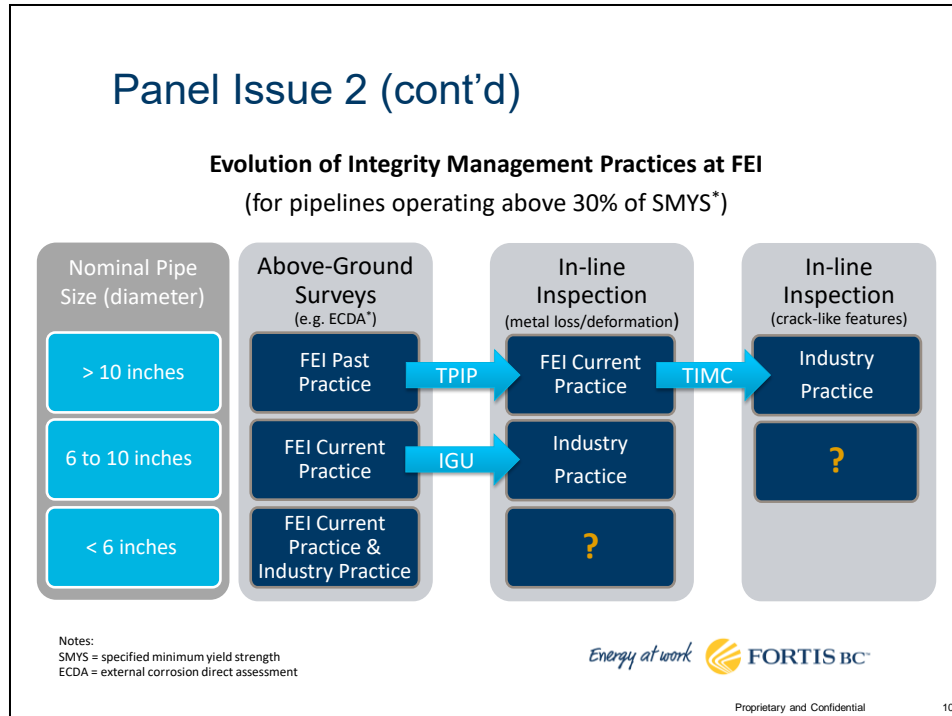 Panel Issue 2 (cont'd)
Evolution of Integrity Management Practices at FEI
(for pipelines operating above 30% of SMYS*)
Nominal Pipe
Size (diameter)
> 10 inches
6 to 10 inches
< 6 inches
Above-Ground
Surveys
(e.g. ECDA*)
FEI Past
Practice
TPIP
FEI Current
Practice
IGU
FEI Current
Practice &
Industry Practice
In-line
Inspection
(metal loss/deformation)
FEI Current
Practice
TIMC
Industry
Practice
?
In-line
Inspection
(crack-like features)
Industry
Practice
?
Notes:
SMYS = specified minimum yield strength
ECDA = external corrosion direct assessment
Energy at work FORTIS BC™
Proprietary and Confidential